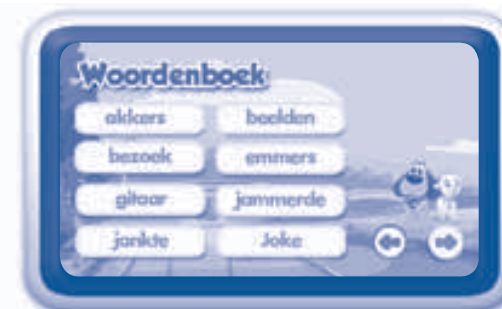 Woordenboek
akkers beelden
bezoek emmers
gitaar jammerde
jankte Joke